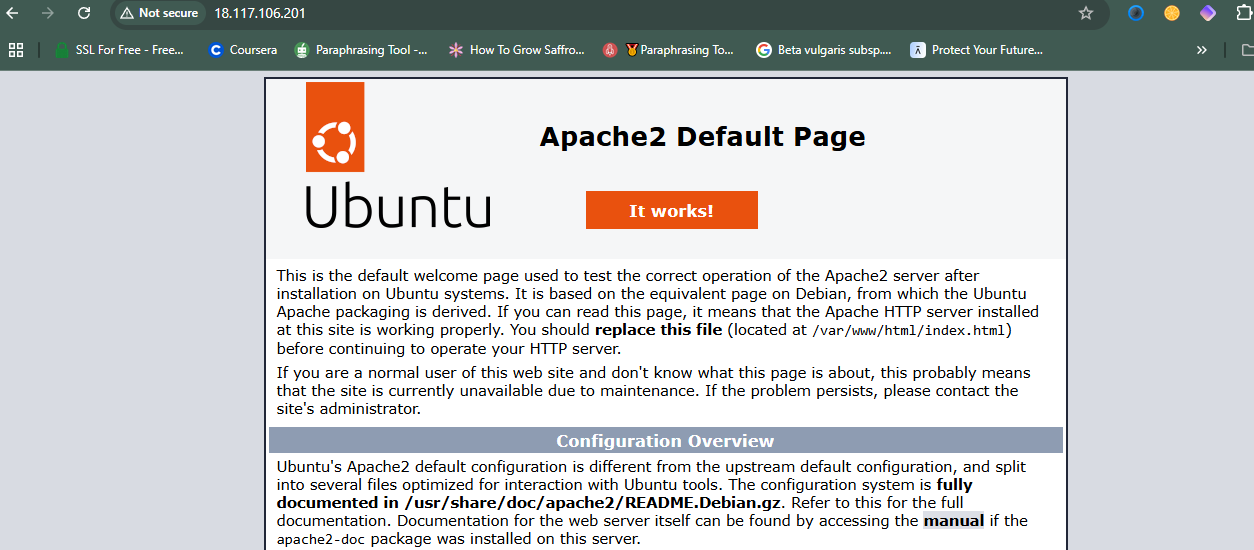 Not secure 18.117.106.201
SSL For Free - Free... Coursera Paraphrasing Tool -... How To Grow Saffro... Paraphrasing To... Beta vulgaris subsp.... Protect Your Future... »
Apache2 Default Page
Ubuntu
It works!
This is the default welcome page used to test the correct operation of the Apache2 server after
installation on Ubuntu systems. It is based on the equivalent page on Debian, from which the Ubuntu
Apache packaging is derived. If you can read this page, it means that the Apache HTTP server installed
at this site is working properly. You should replace this file (located at /var/www/html/index.html)
before continuing to operate your HTTP server.
If you are a normal user of this web site and don't know what this page is about, this probably means
that the site is currently unavailable due to maintenance. If the problem persists, please contact the
site's administrator.
Configuration Overview
Ubuntu's Apache2 default configuration is different from the upstream default configuration, and split
into several files optimized for interaction with Ubuntu tools. The configuration system is fully
documented in /usr/share/doc/apache2/README.Debian.gz. Refer to this for the full
documentation. Documentation for the web server itself can be found by accessing the manual if the
apache2-doc package was installed on this server.